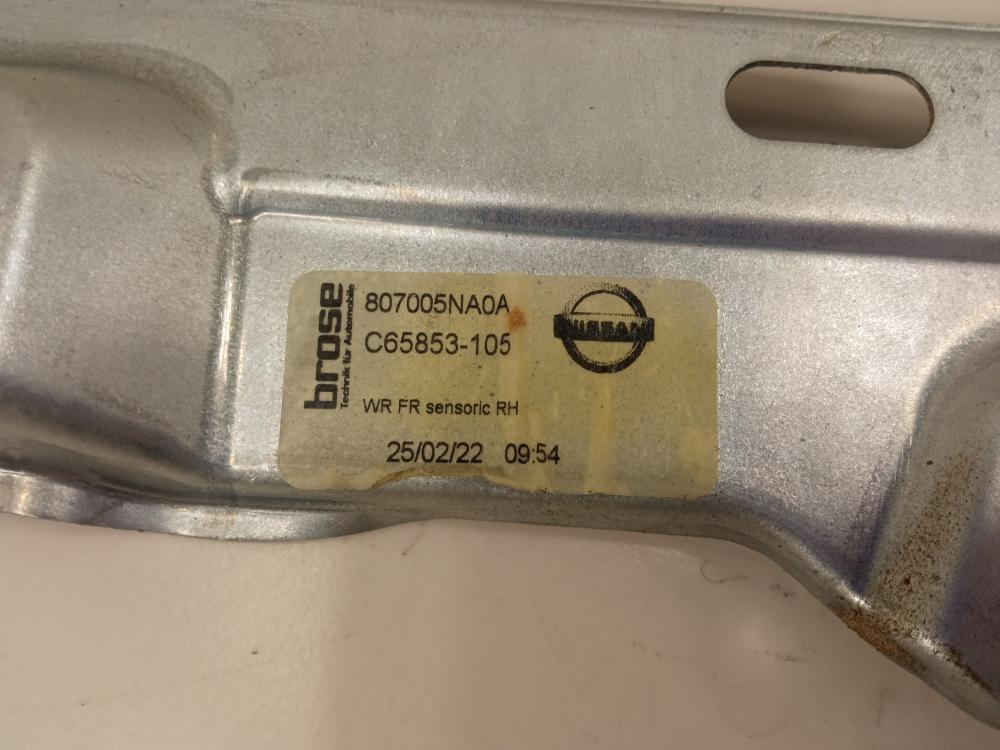 brose
Technik für Automobile
807005NA0A
C65853-105
NISSAN
WR FR sensoric RH
25/02/22 09:54